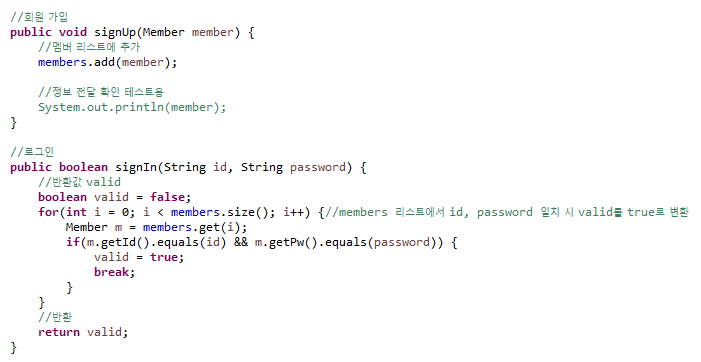 //회원 가입
public void signUp(Member member) {
//멤버 리스트에 추가
members.add(member);
//정보 전달 확인 테스트용
System.out.println(member);
}
//로그인
public boolean signIn(String id, String password) {
//반환값 valid
boolean valid = false;
for(int i = 0; i < members.size(); i++) {//members 리스트에서 id, password 일치 시 valid를 true로 변환
Member m = members.get(i);
if(m.getId().equals(id) && m.getPw().equals(password)) {
valid = true;
break;
}
}
//반환
return valid;
}